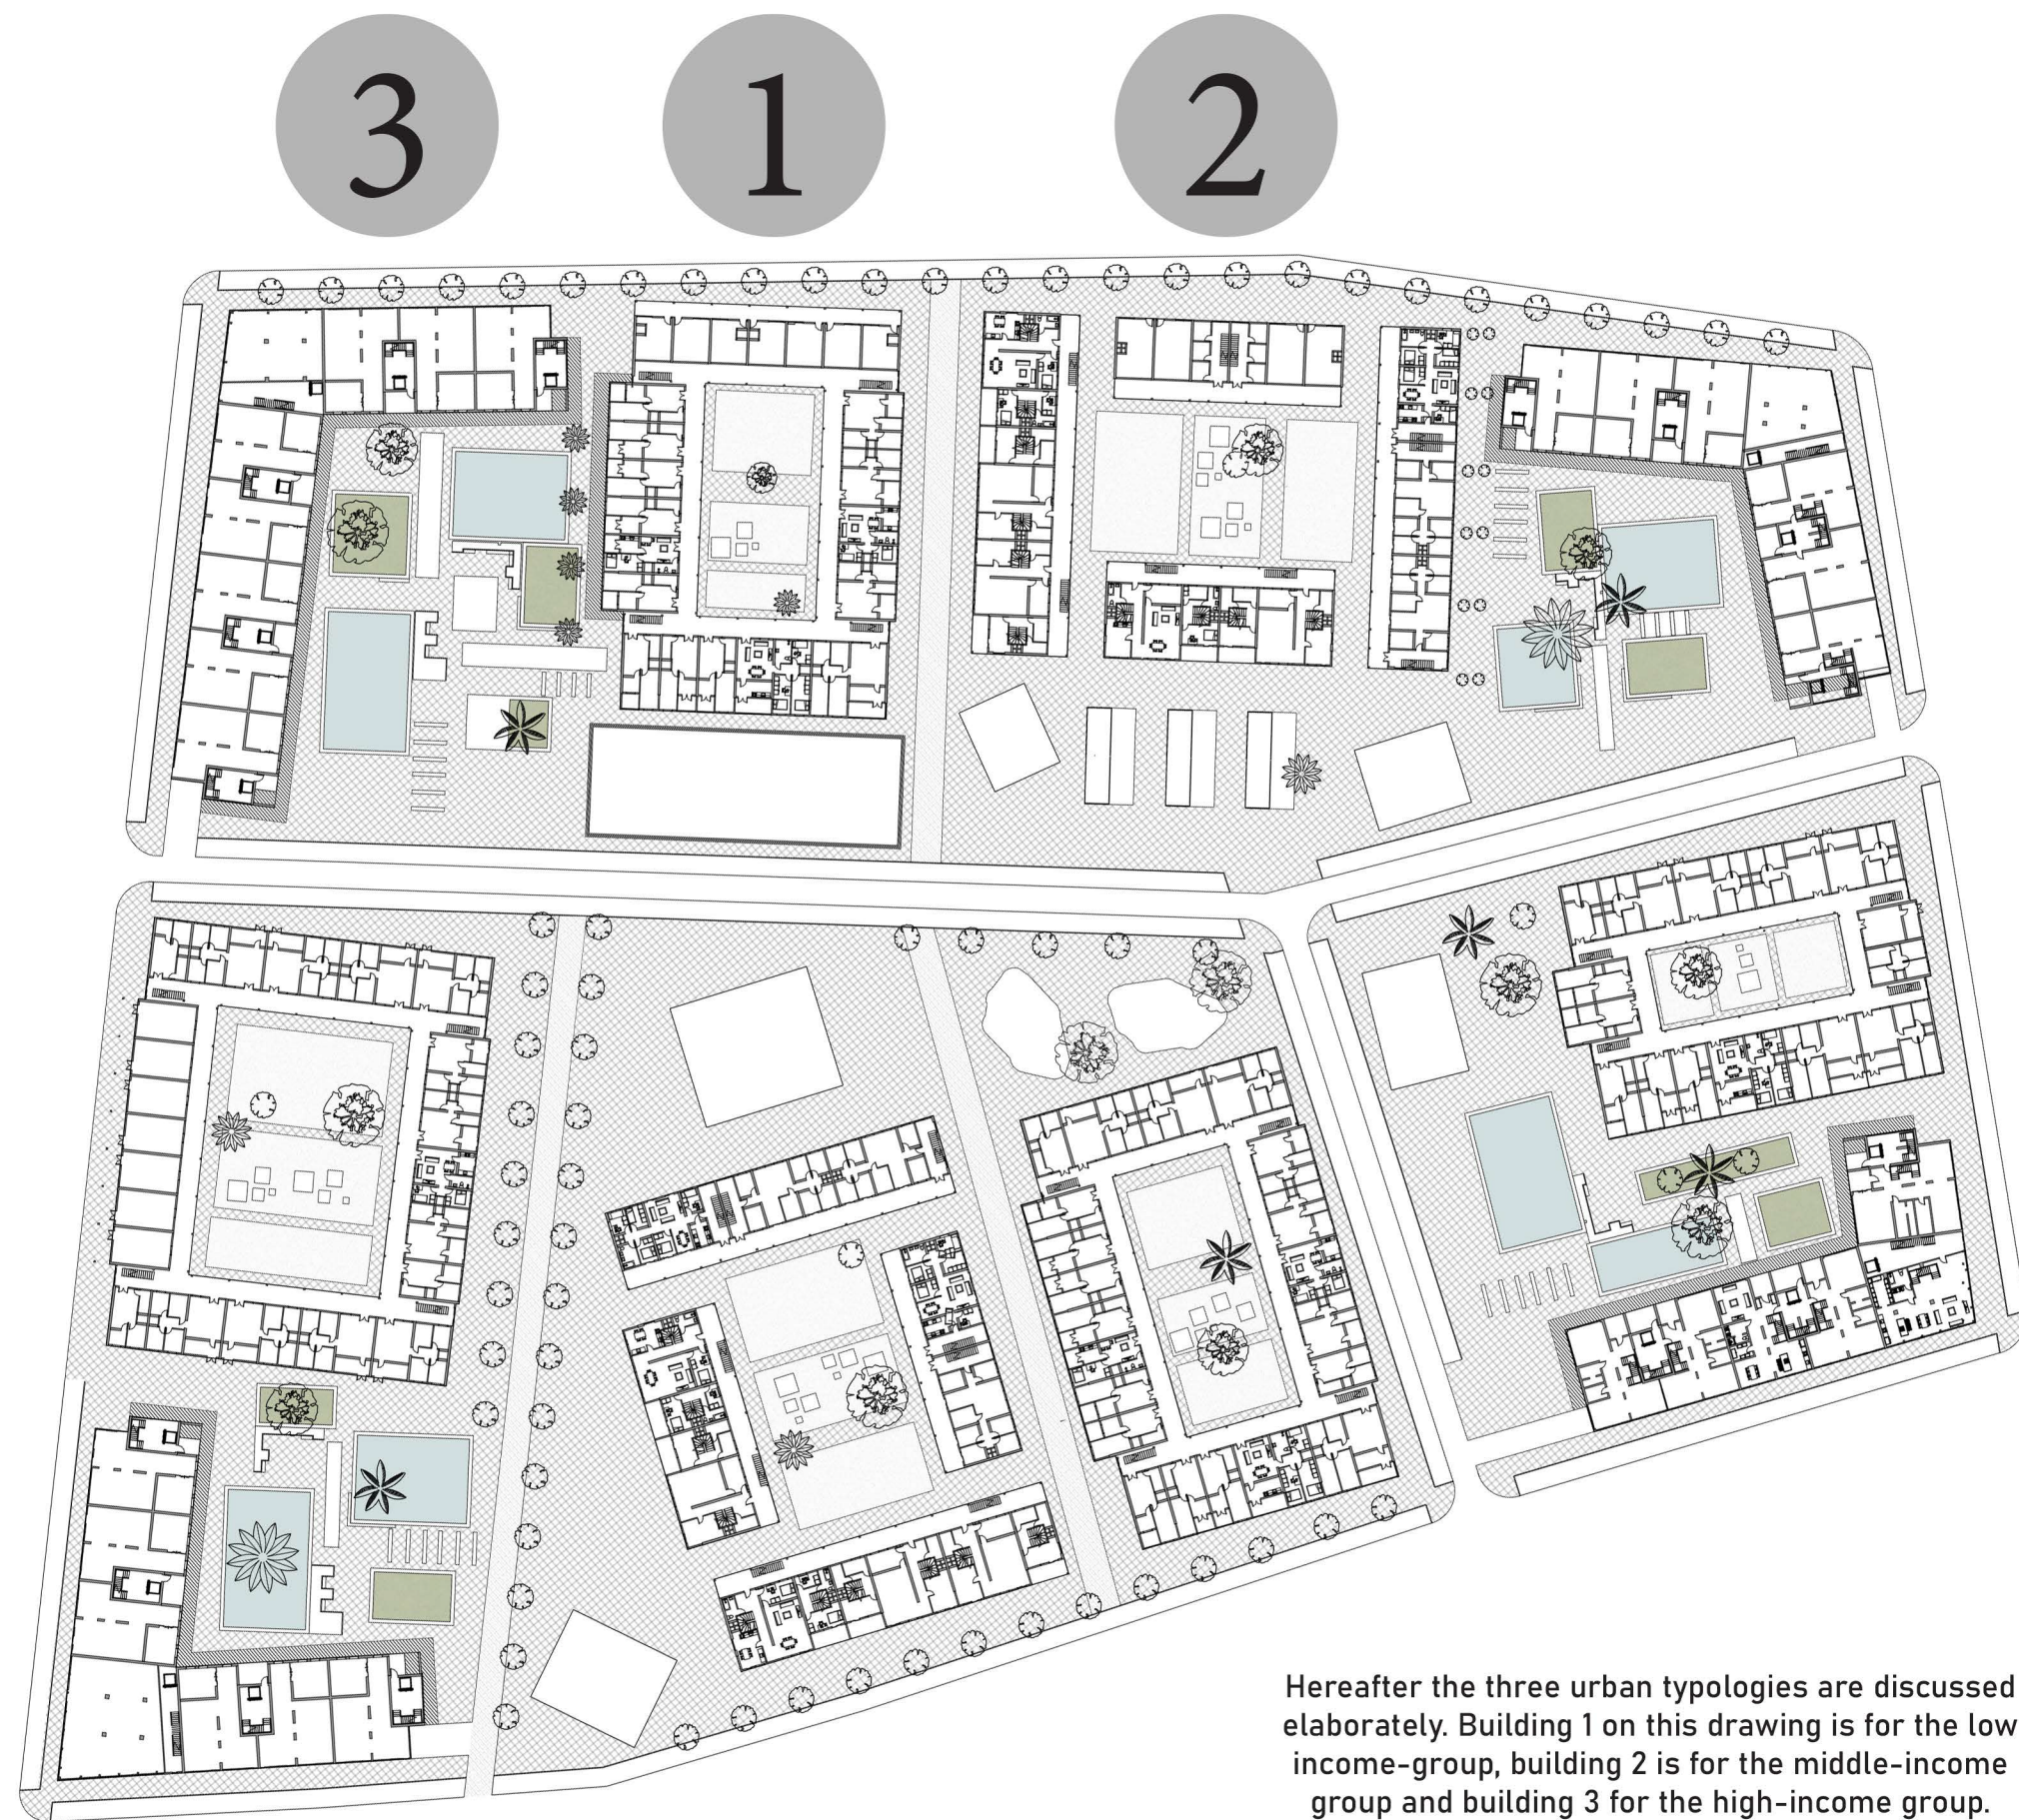 3
1
2
Hereafter the three urban typologies are discussed
elaborately. Building 1 on this drawing is for the low
income-group, building 2 is for the middle-income
group and building 3 for the high-income group.